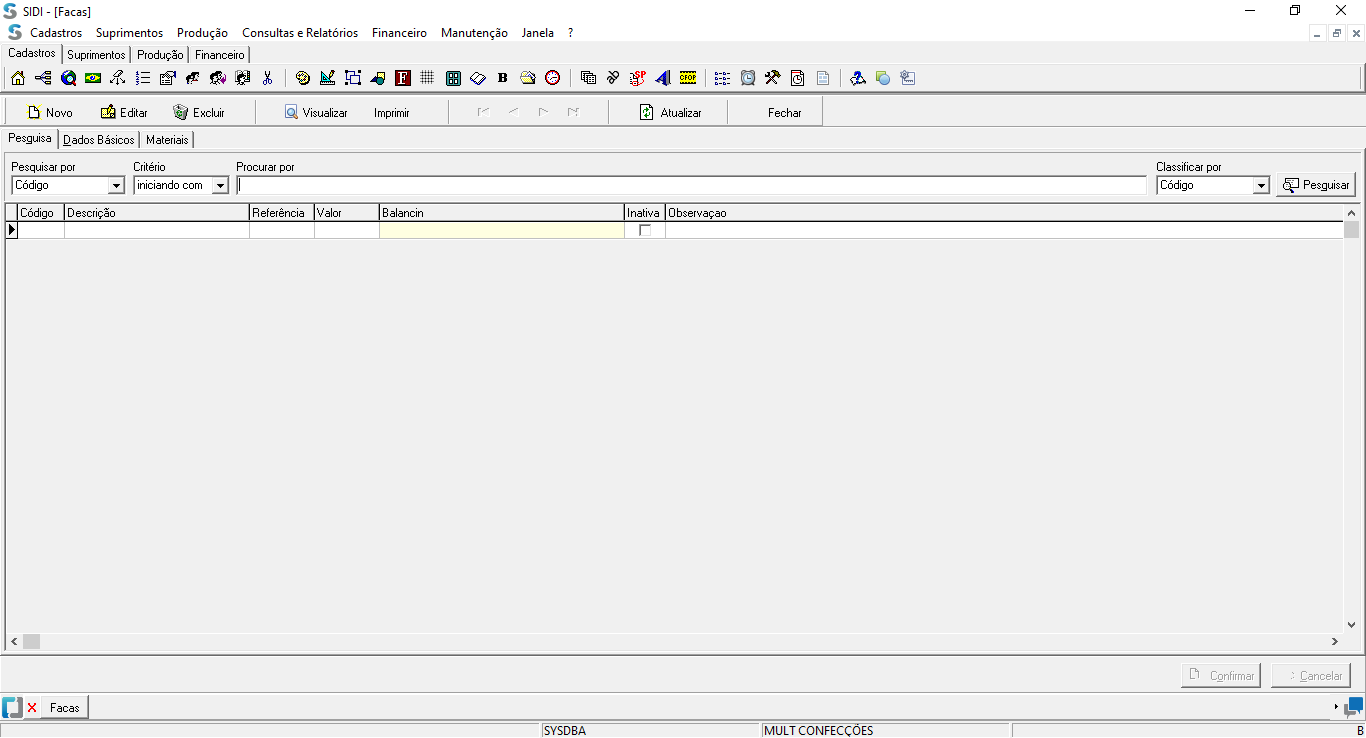 SIDI - [Facas]
Cadastros Suprimentos Produção Consultas e Relatórios Financeiro Manutenção Janela ?
Cadastros Suprimentos Produção Financeiro
F B SP CFOP
Novo Editar Excluir Visualizar Imprimir Atualizar Fechar
Pesquisa Dados Básicos Materiais
Pesquisar por Critério Procurar por Classificar por
Código iniciando com Código Pesquisar
Código Descrição Referência Valor Balancin Inativa Observaçao
Confirmar Cancelar
Facas
SYSDBA MULT CONFECÇÕES B